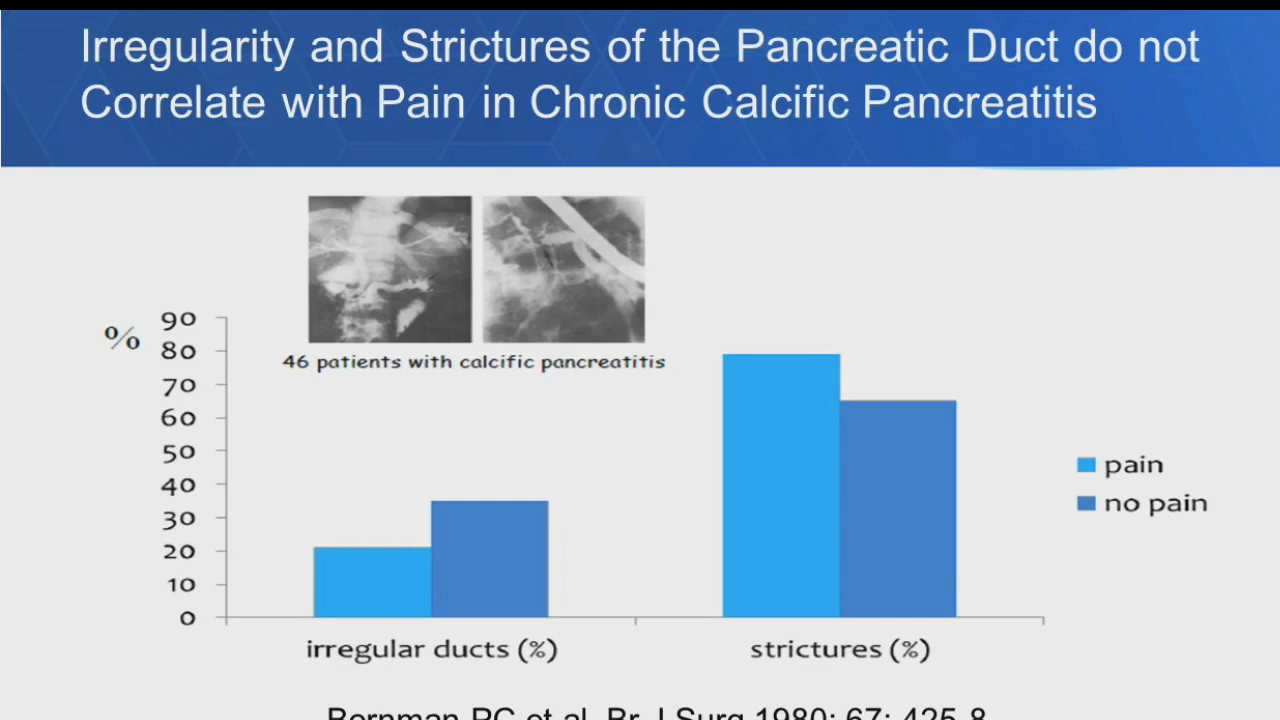 Irregularity and Strictures of the Pancreatic Duct do not
Correlate with Pain in Chronic Calcific Pancreatitis
46 patients with calcific pancreatitis
%
90
80
70
60
50
40
30
20
10
0
irregular ducts (%)
strictures (%)
pain
no pain
Bornman PC et al. Br J Surg 1980; 67: 425-8